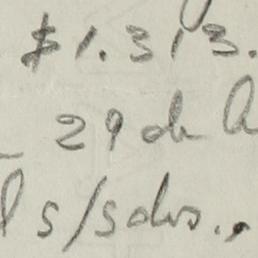 $1.313.
29 de
s/sdos.,